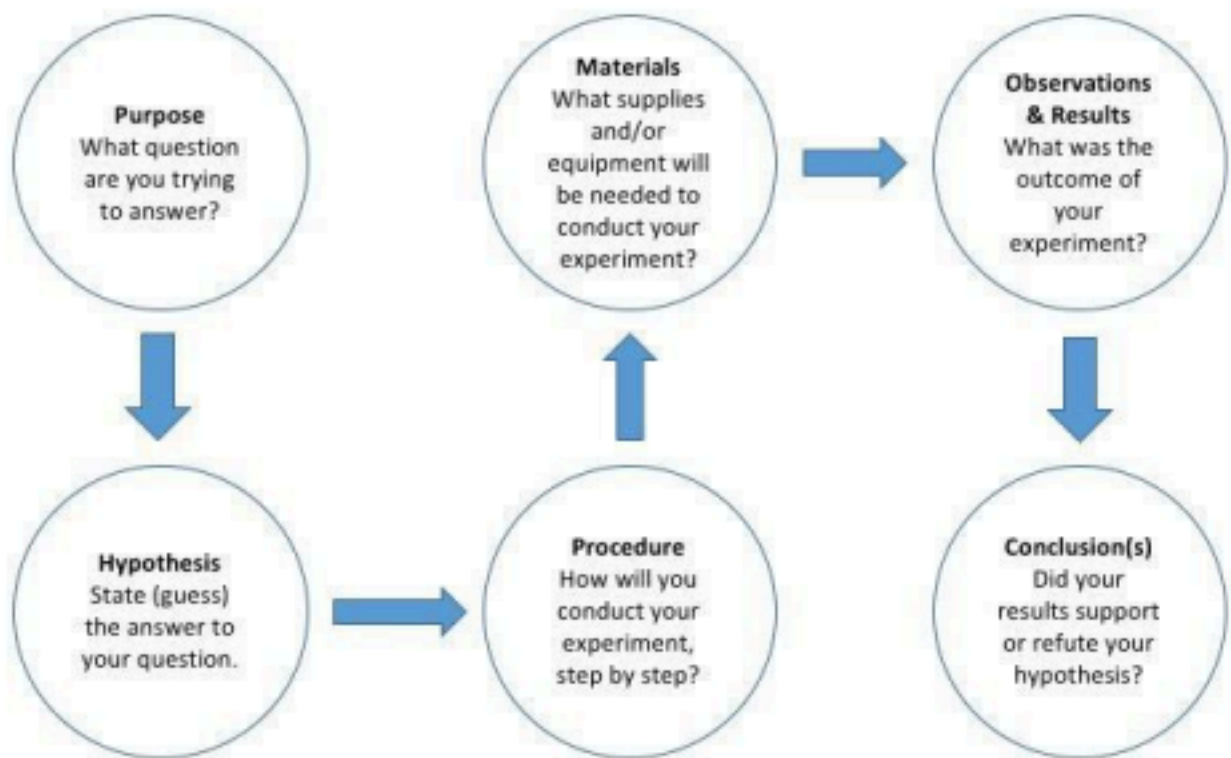 Purpose
What question
are you trying
to answer?
Hypothesis
State (guess)
the answer to
your question.
Procedure
How will you
conduct your
experiment,
step by step?
Materials
What supplies
and/or
equipment will
be needed to
conduct your
experiment?
Observations
& Results
What was the
outcome of
your
experiment?
Conclusion(s)
Did your
results support
or refute your
hypothesis?